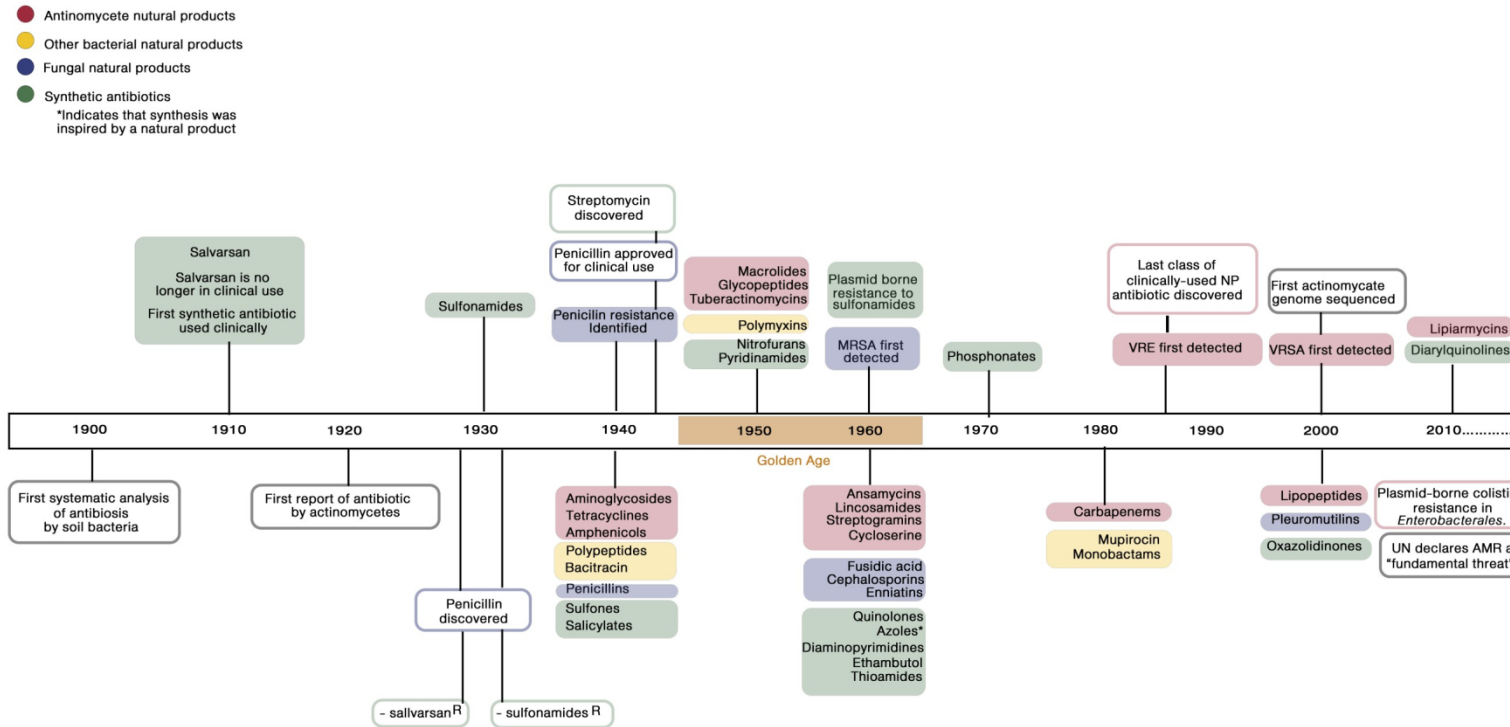 Antinomycete nutural products
Other bacterial natural products
Fungal natural products
Synthetic antibiotics
*Indicates that synthesis was
inspired by a natural product
Streptomycin
discovered
Penicillin approved
for clinical use
Penicilin resistance
Identified
Salvarsan
Salvarsan is no
longer in clinical use
First synthetic antibiotic
used clinically
Sulfonamides
Macrolides
Glycopeptides
Tuberactinomycins
Polymyxins
Nitrofurans
Pyridinamides
Plasmid borne
resistance to
sulfonamides
MRSA first
detected
Phosphonates
Last class of
clinically-used NP
antibiotic discovered
VRE first detected
First actinomycate
genome sequenced
VRSA first detected
Lipiarmycins
Diarylquinolines
1900
1910
1920
1930
1940
1950
1960
1970
1980
1990
2000
2010............
Golden Age
First systematic analysis
of antibiosis
by soil bacteria
First report of antibiotic
by actinomycetes
Penicillin
discovered
- sallvarsan R
- sulfonamides R
Aminoglycosides
Tetracyclines
Amphenicols
Polypeptides
Bacitracin
Penicillins
Sulfones
Salicylates
Ansamycins
Lincosamides
Streptogramins
Cycloserine
Fusidic acid
Cephalosporins
Enniatins
Quinolones
Azoles*
Diaminopyrimidines
Ethambutol
Thioamides
Carbapenems
Mupirocin
Monobactams
Lipopeptides
Pleuromutilins
Oxazolidinones
Plasmid-borne colisti
resistance in
Enterobacterales.
UN declares AMR a
"fundamental threat"